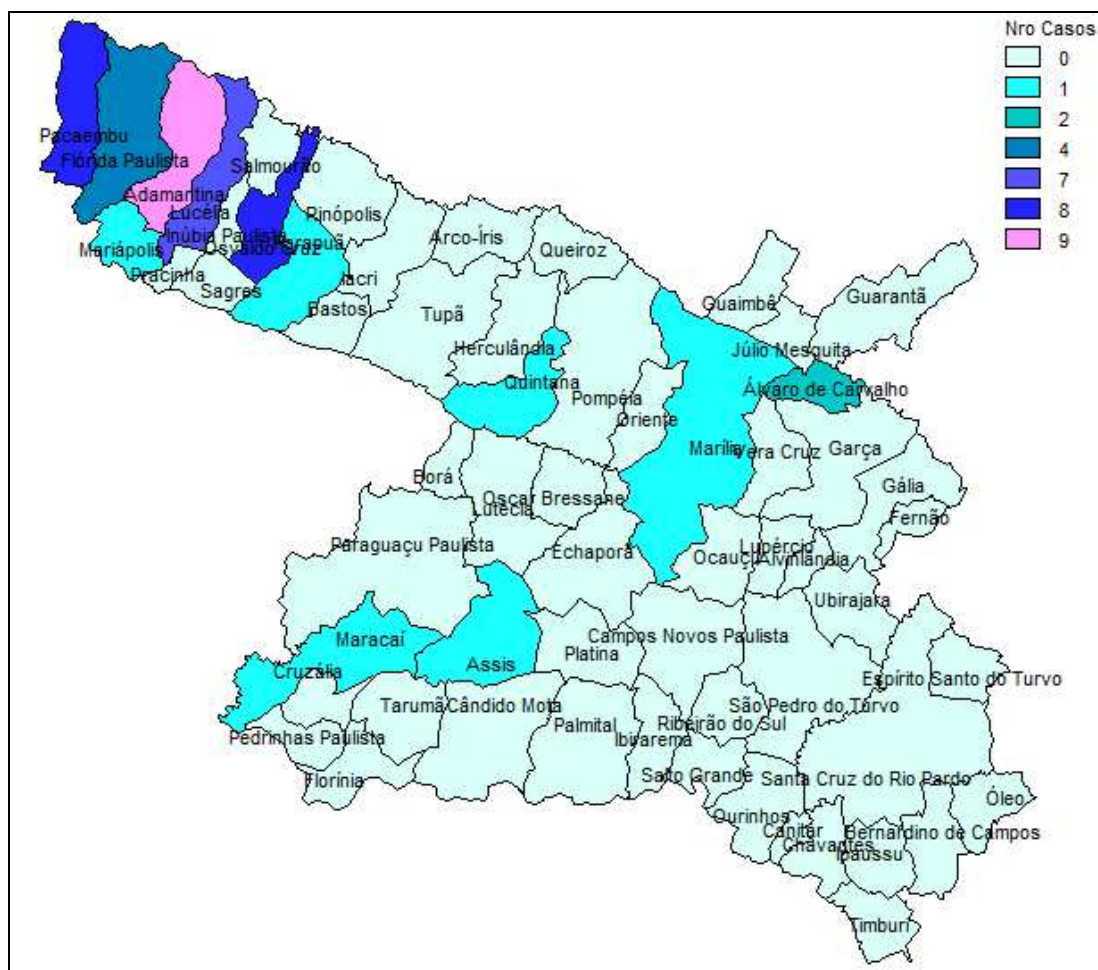 Nro Casos
0
1
2
4
7
8
9
Pacaembu
Flórida Paulista
Salmourão
Adamantina
Lucélia
Rinópolis
Inúbia Paulista
Mariápolis
Osvaldo Cruz
Parapuã
Arco-Íris
Queiroz
Pracinha
Sagres
Iacri
Bastos
Tupã
Guaimbê
Guarantã
Herculândia
Júlio Mesquita
Quintana
Álvaro de Carvalho
Pompéia
Oriente
Marília
Vera Cruz
Garça
Borá
Oscar Bressane
Lutécia
Gália
Fernão
Paraguaçu Paulista
Echaporã
Ocauçu
Lupércio
Alvinlândia
Ubirajara
Maracaí
Campos Novos Paulista
Cruzália
Assis
Platina
Espírito Santo do Turvo
Tarumã
Cândido Mota
Palmital
São Pedro do Turvo
Ribeirão do Sul
Ibirarema
Pedrinhas Paulista
Florínia
Salto Grande
Santa Cruz do Rio Pardo
Óleo
Ourinhos
Canitar
Chavantes
Bernardino de Campos
Ipaussu
Timburi